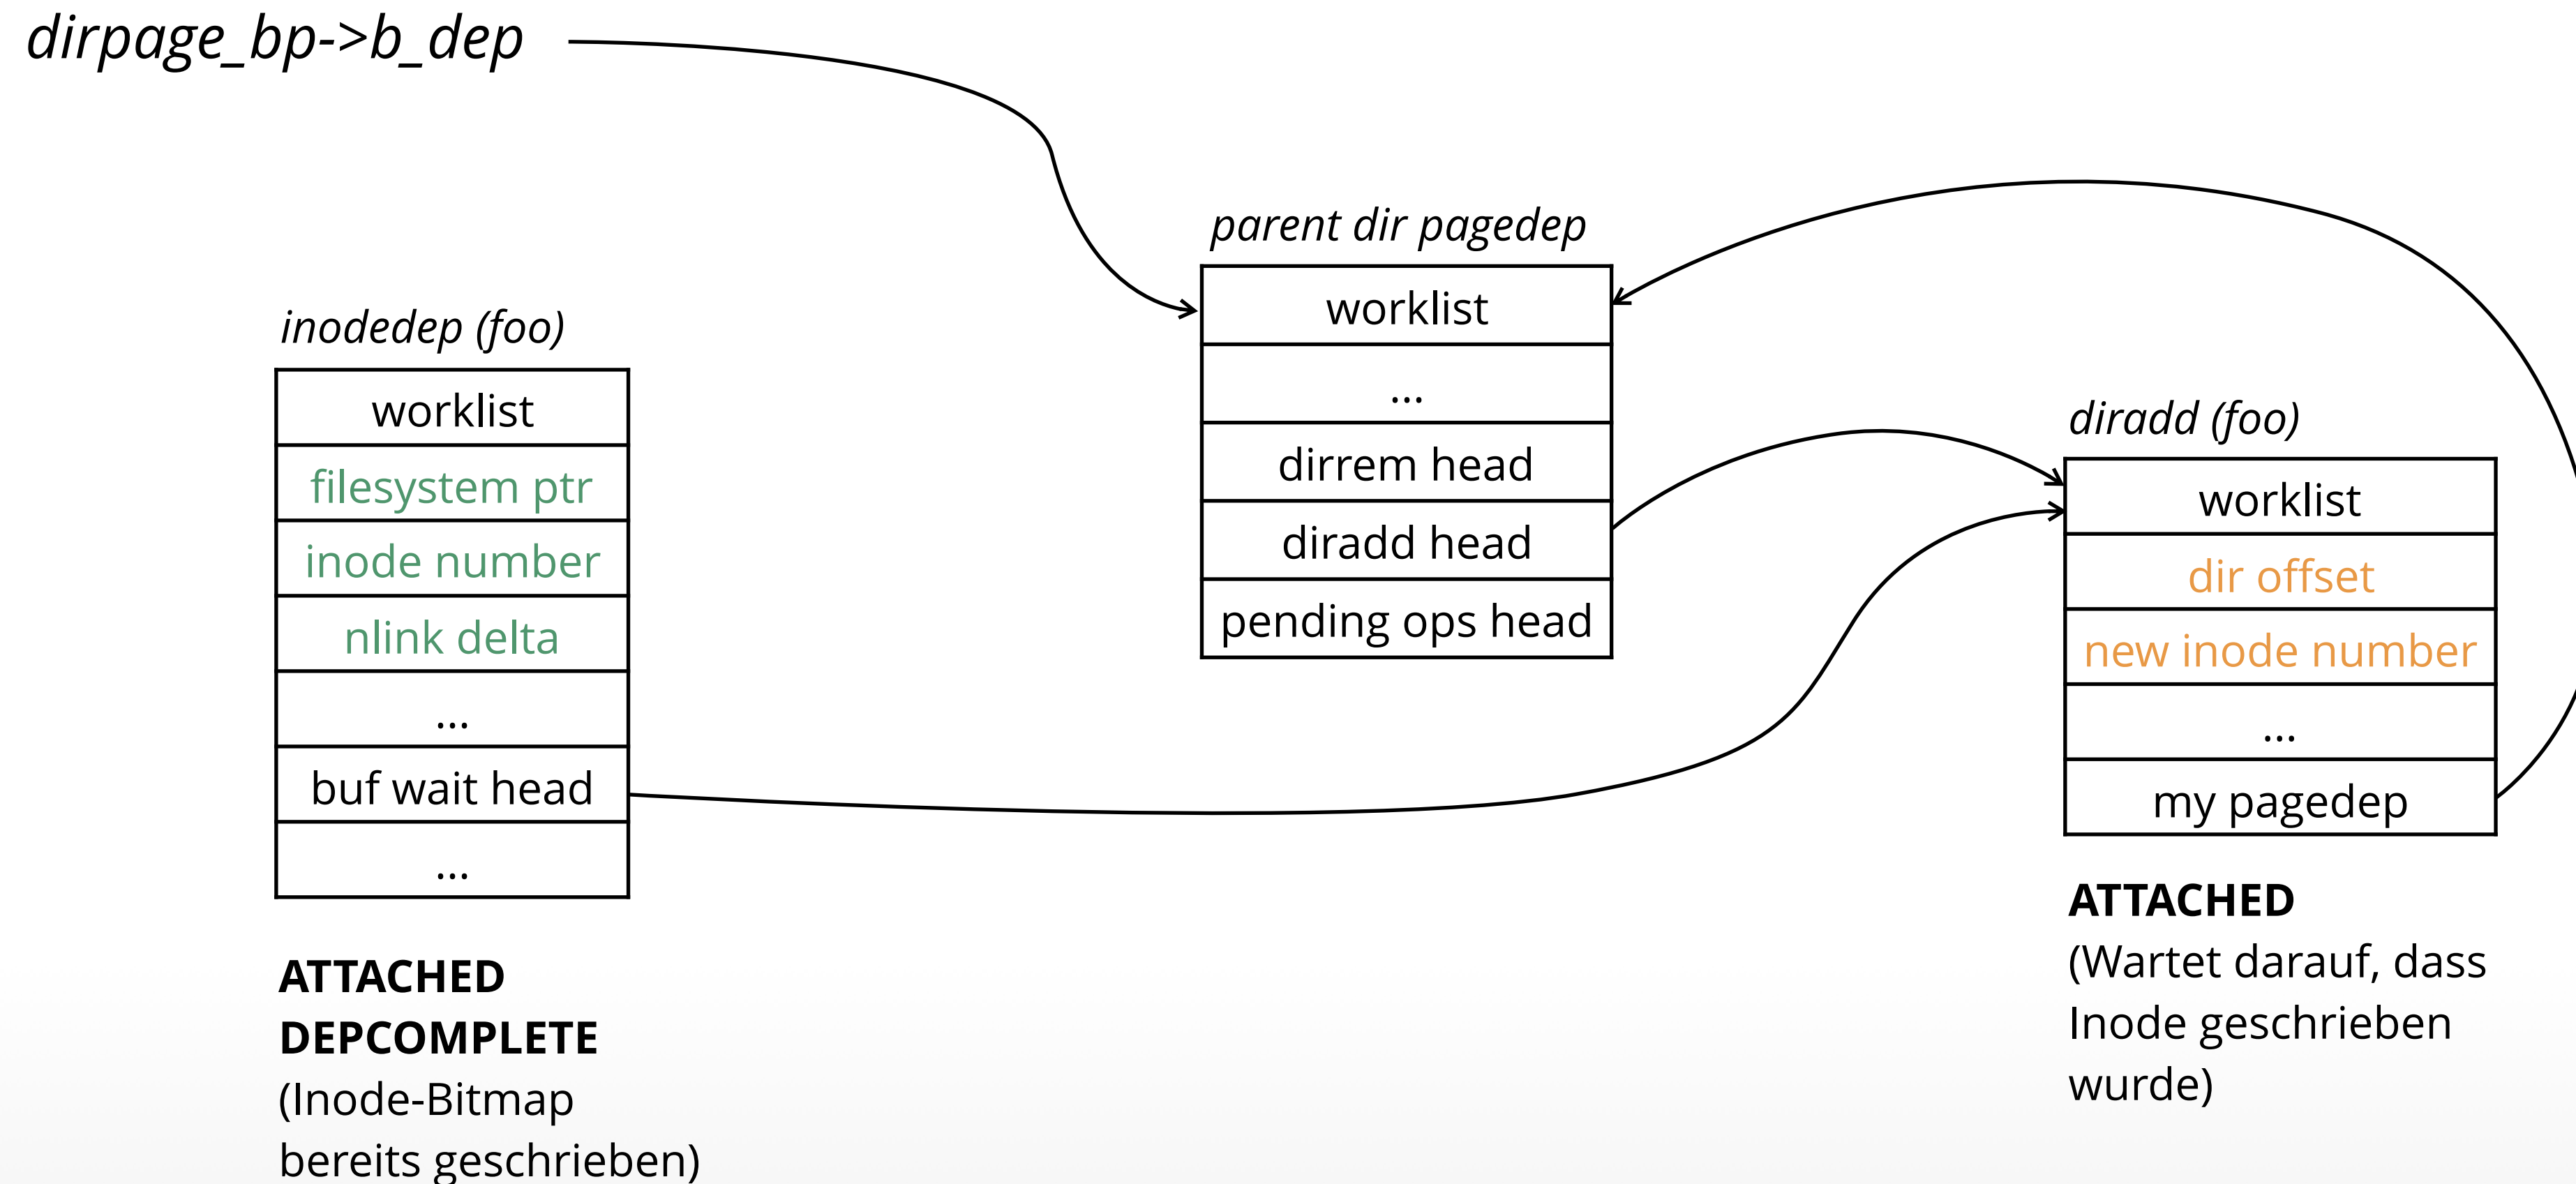 dirpage_bp->b_dep
inodedep (foo)
worklist
filesystem ptr
inode number
nlink delta
...
buf wait head
...
ATTACHED
DEPCOMPLETE
(Inode-Bitmap
bereits geschrieben)
parent dir pagedep
worklist
...
dirrem head
diradd head
pending ops head
diradd (foo)
worklist
dir offset
new inode number
...
my pagedep
ATTACHED
(Wartet darauf, dass
Inode geschrieben
wurde)